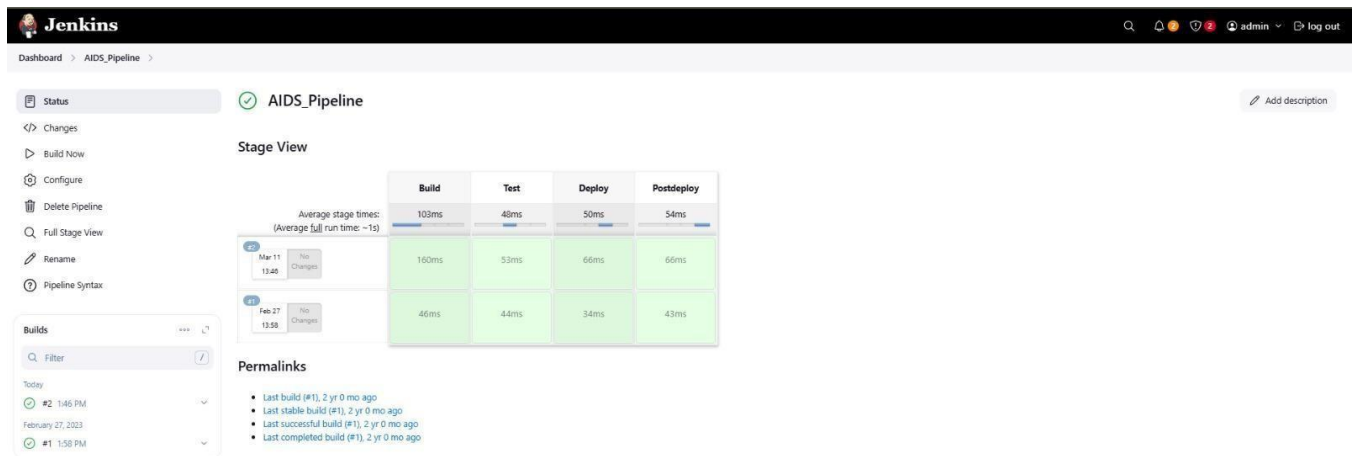 Jenkins
2 2 admin log out
Dashboard > AIDS_Pipeline >
Status
Changes
Build Now
Configure
Delete Pipeline
Full Stage View
Rename
Pipeline Syntax
Builds
Filter /
Today
#2 1:46 PM
February 27, 2023
#1 1:58 PM
AIDS_Pipeline
Add description
Stage View
Build Test Deploy Postdeploy
Average stage times: 103ms 48ms 50ms 54ms
(Average full run time: ~1s)
#2
Mar 11 No
13:46 Changes
160ms 53ms 66ms 66ms
#1
Feb 27 No
13:58 Changes
46ms 44ms 34ms 43ms
Permalinks
Last build (#1), 2 yr 0 mo ago
Last stable build (#1), 2 yr 0 mo ago
Last successful build (#1), 2 yr 0 mo ago
Last completed build (#1), 2 yr 0 mo ago